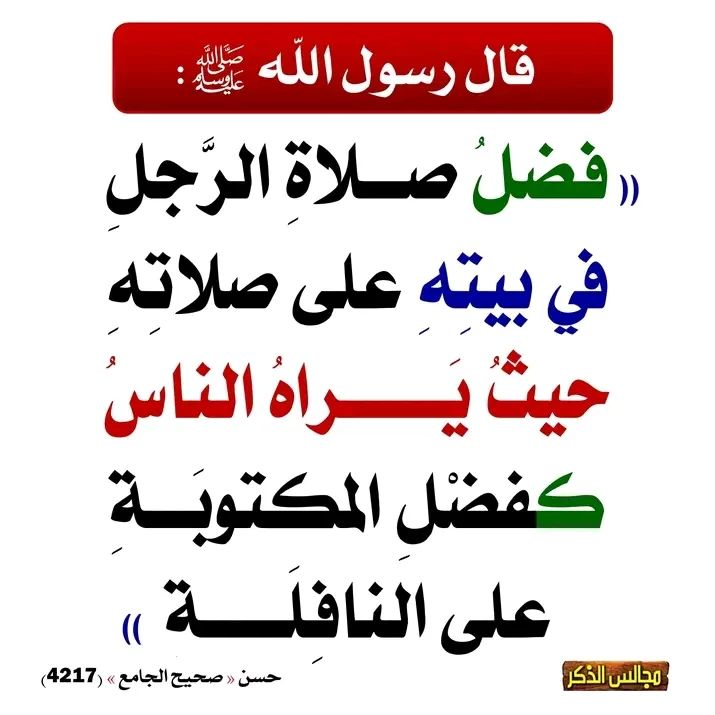 قال رسول الله ﷺ :
(( فضلُ صلاةِ الرَّجلِ
في بيتِهِ على صلاتِهِ
حيثُ يَراهُ الناسُ
كفضْلِ المكتوبَةِ
على النافِلَة ))
حسن « صحيح الجامع » (4217)
مجالس الذكر